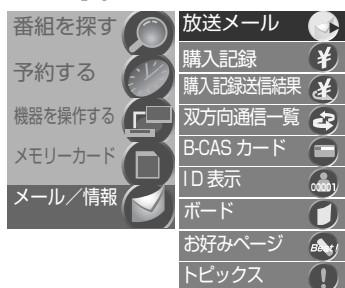 番組を探す
予約する
機器を操作する
メモリーカード
メール／情報
放送メール
購入記録
購入記録送信結果
双方向通信一覧
B-CAS カード
ID 表示
00001
ボード
お好みページ
Best!
トピックス